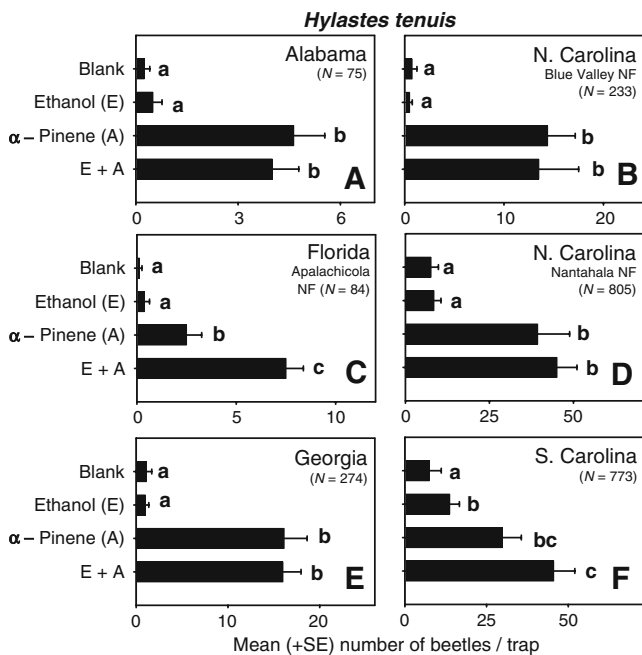 Hylastes tenuis
Alabama
(N = 75)
Blank
a
Ethanol (E)
a
α – Pinene (A)
b
E + A
b
A
0 3 6
N. Carolina
Blue Valley NF
(N = 233)
a
a
b
b
B
0 10 20
Florida
Apalachicola
NF (N = 84)
Blank
a
Ethanol (E)
a
α – Pinene (A)
b
E + A
c
C
0 5 10
N. Carolina
Nantahala NF
(N = 805)
a
a
b
b
D
0 25 50
Georgia
(N = 274)
Blank
a
Ethanol (E)
a
α – Pinene (A)
b
E + A
b
E
0 10 20
S. Carolina
(N = 773)
a
b
bc
c
F
0 25 50
Mean (+SE) number of beetles / trap